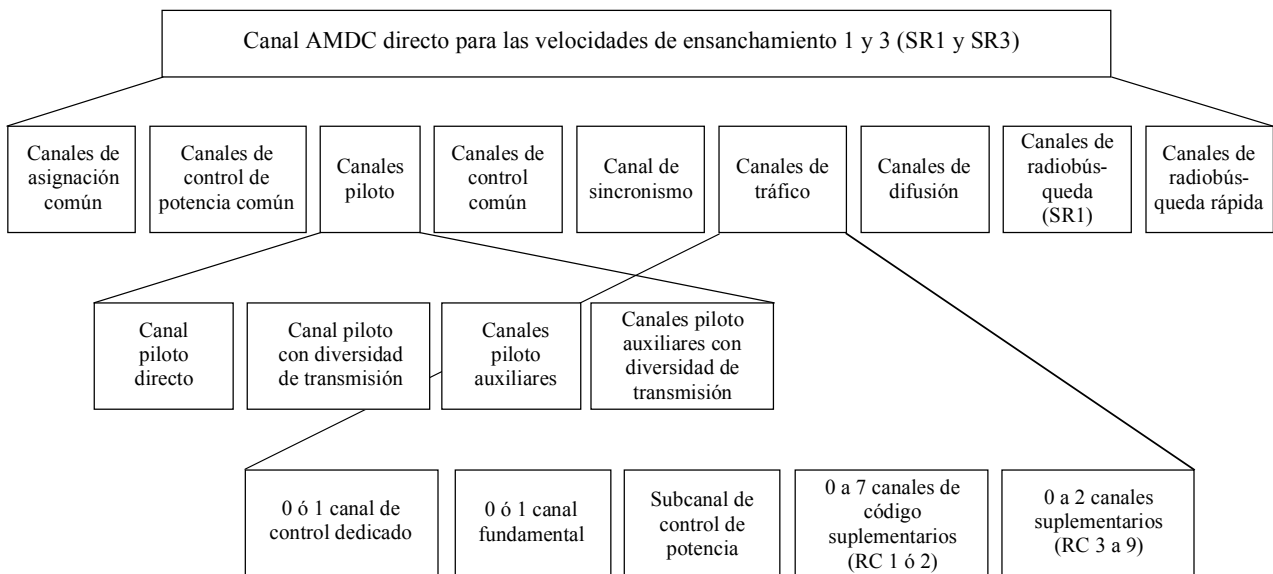 Canal AMDC directo para las velocidades de ensanchamiento 1 y 3 (SR1 y SR3)
Canales de
asignación
común
Canales de
control de
potencia común
Canales
piloto
Canales de
control
común
Canal de
sincronismo
Canales de
tráfico
Canales de
difusión
Canales de
radiobús-
queda
(SR1)
Canales de
radiobús-
queda rápida
Canal
piloto
directo
Canal piloto
con diversidad
de transmisión
Canales
piloto
auxiliares
Canales piloto
auxiliares con
diversidad de
transmisión
0 ó 1 canal de
control dedicado
0 ó 1 canal
fundamental
Subcanal de
control de
potencia
0 a 7 canales de
código
suplementarios
(RC 1 ó 2)
0 a 2 canales
suplementarios
(RC 3 a 9)